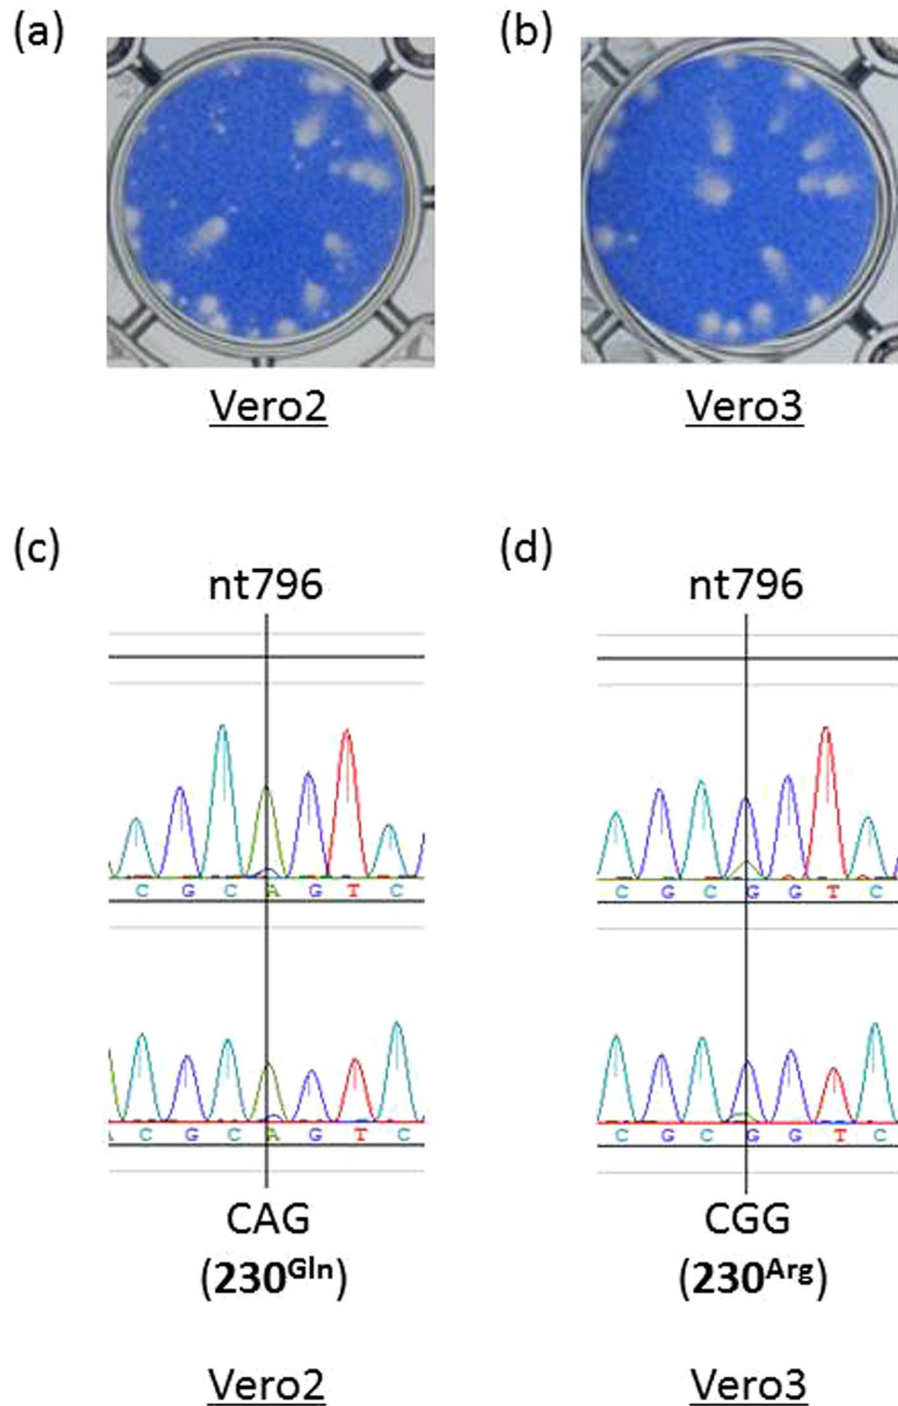 (a)
(b)
Vero2
Vero3
(c)
(d)
nt796
nt796
C G C A G T C
C G C G G T C
C G C A G T C
C G C G G T C
CAG
CGG
(230Gln)
(230Arg)
Vero2
Vero3